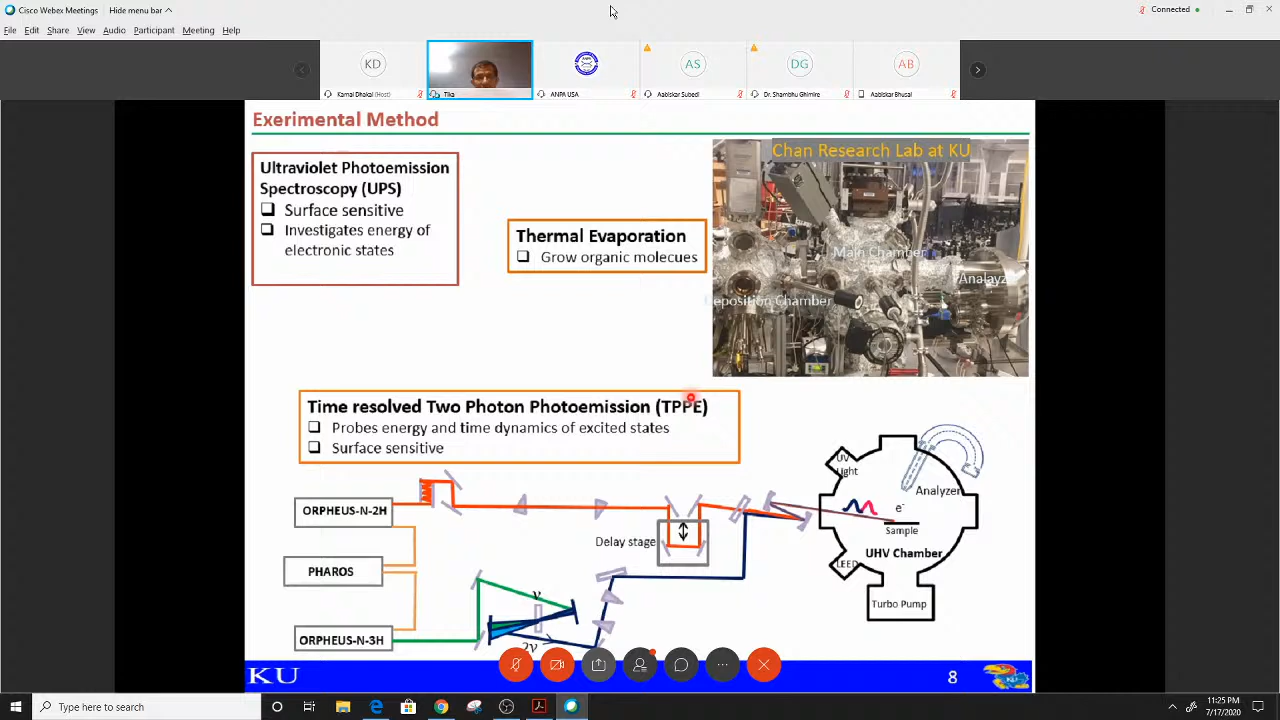 Cisco Webex Meetings
Hide menu bar
Connected
File Edit Share View Audio Participant Meeting Help
KD
AS
DG
AB
Kamal Dhakal (Host)
Tika
ANPA USA
Aabiskar Subedi
Dr. Shambhu Ghimire
Aabiskar Bhusal
Exerimental Method
Ultraviolet Photoemission
Spectroscopy (UPS)
Surface sensitive
Investigates energy of
electronic states
Thermal Evaporation
Grow organic molecues
Chan Research Lab at KU
Main Chamber
Analayz
Deposition Chamber
Time resolved Two Photon Photoemission (TPPE)
Probes energy and time dynamics of excited states
Surface sensitive
ORPHEUS-N-2H
PHAROS
ORPHEUS-N-3H
Delay stage
ν
2ν
UV
Light
Analyzer
e-
Sample
UHV Chamber
LEED
Turbo Pump
KU
8
Type here to search
11:25 PM
7/17/2020